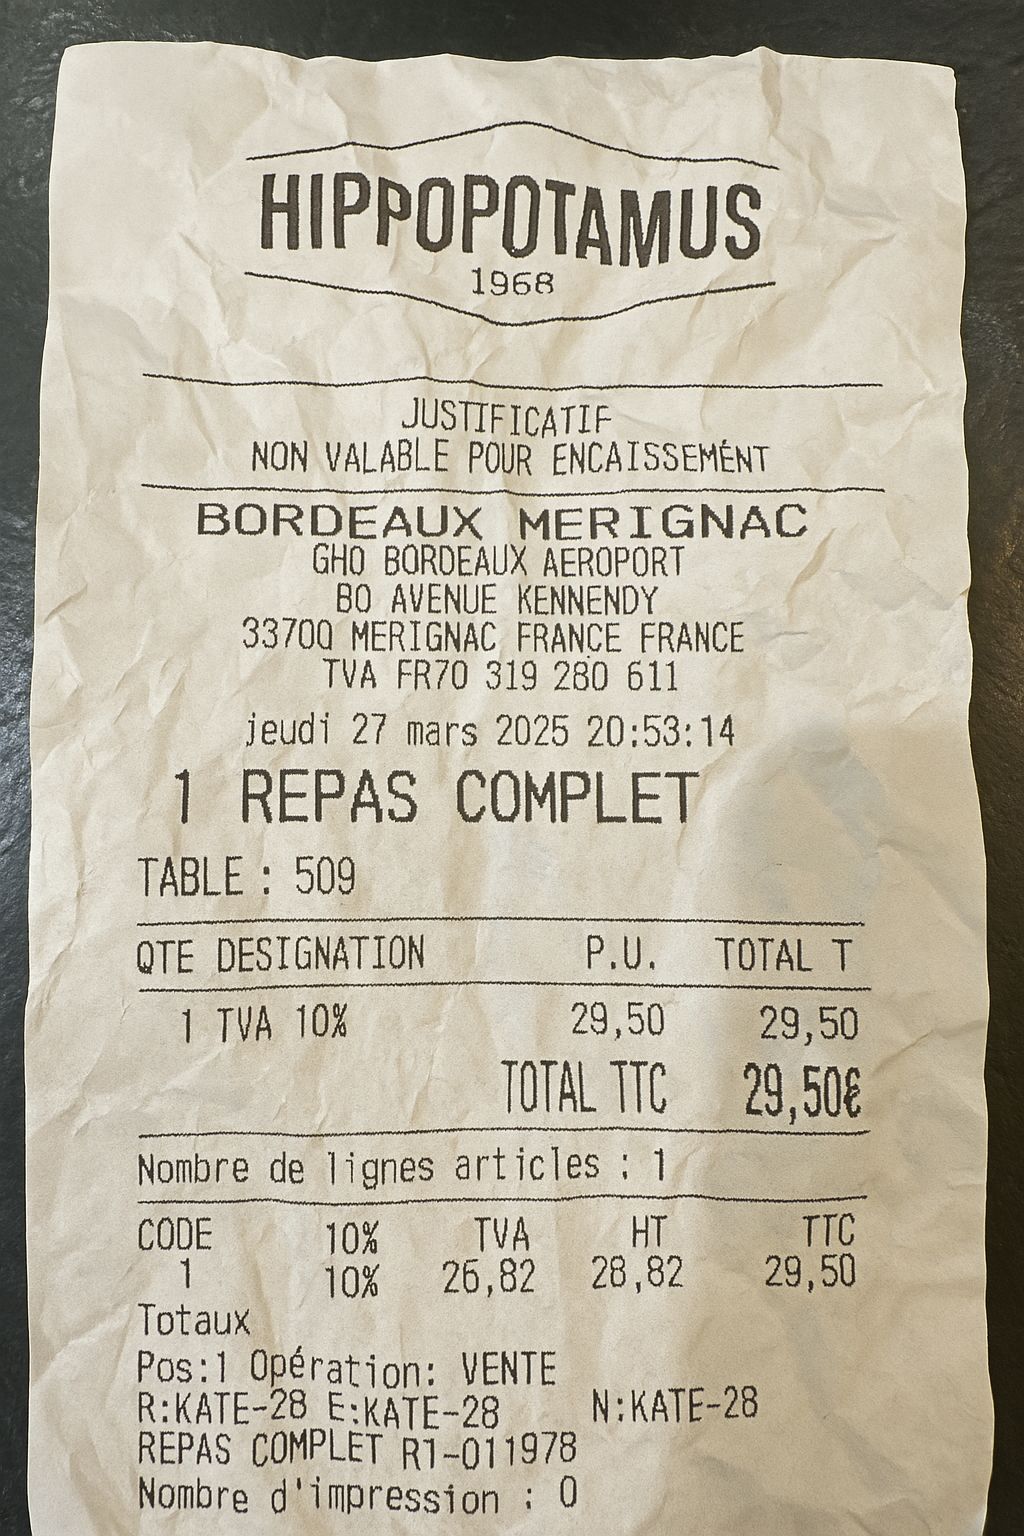 HIPPOPOTAMUS
1968
JUSTIFICATIF
NON VALABLE POUR ENCAISSEMÉNT
BORDEAUX MERIGNAC
GHO BORDEAUX AEROPORT
BO AVENUE KENNENDY
33700 MERIGNAC FRANCE FRANCE
TVA FR70 319 280 611
jeudi 27 mars 2025 20:53:14
1 REPAS COMPLET
TABLE : 509
QTE DESIGNATION P.U. TOTAL T
1 TVA 10% 29,50 29,50
TOTAL TTC 29,50€
Nombre de lignes articles : 1
CODE 10% TVA HT TTC
1 10% 26,82 28,82 29,50
Totaux
Pos:1 Opération: VENTE
R:KATE-28 E:KATE-28 N:KATE-28
REPAS COMPLET R1-011978
Nombre d'impression : 0